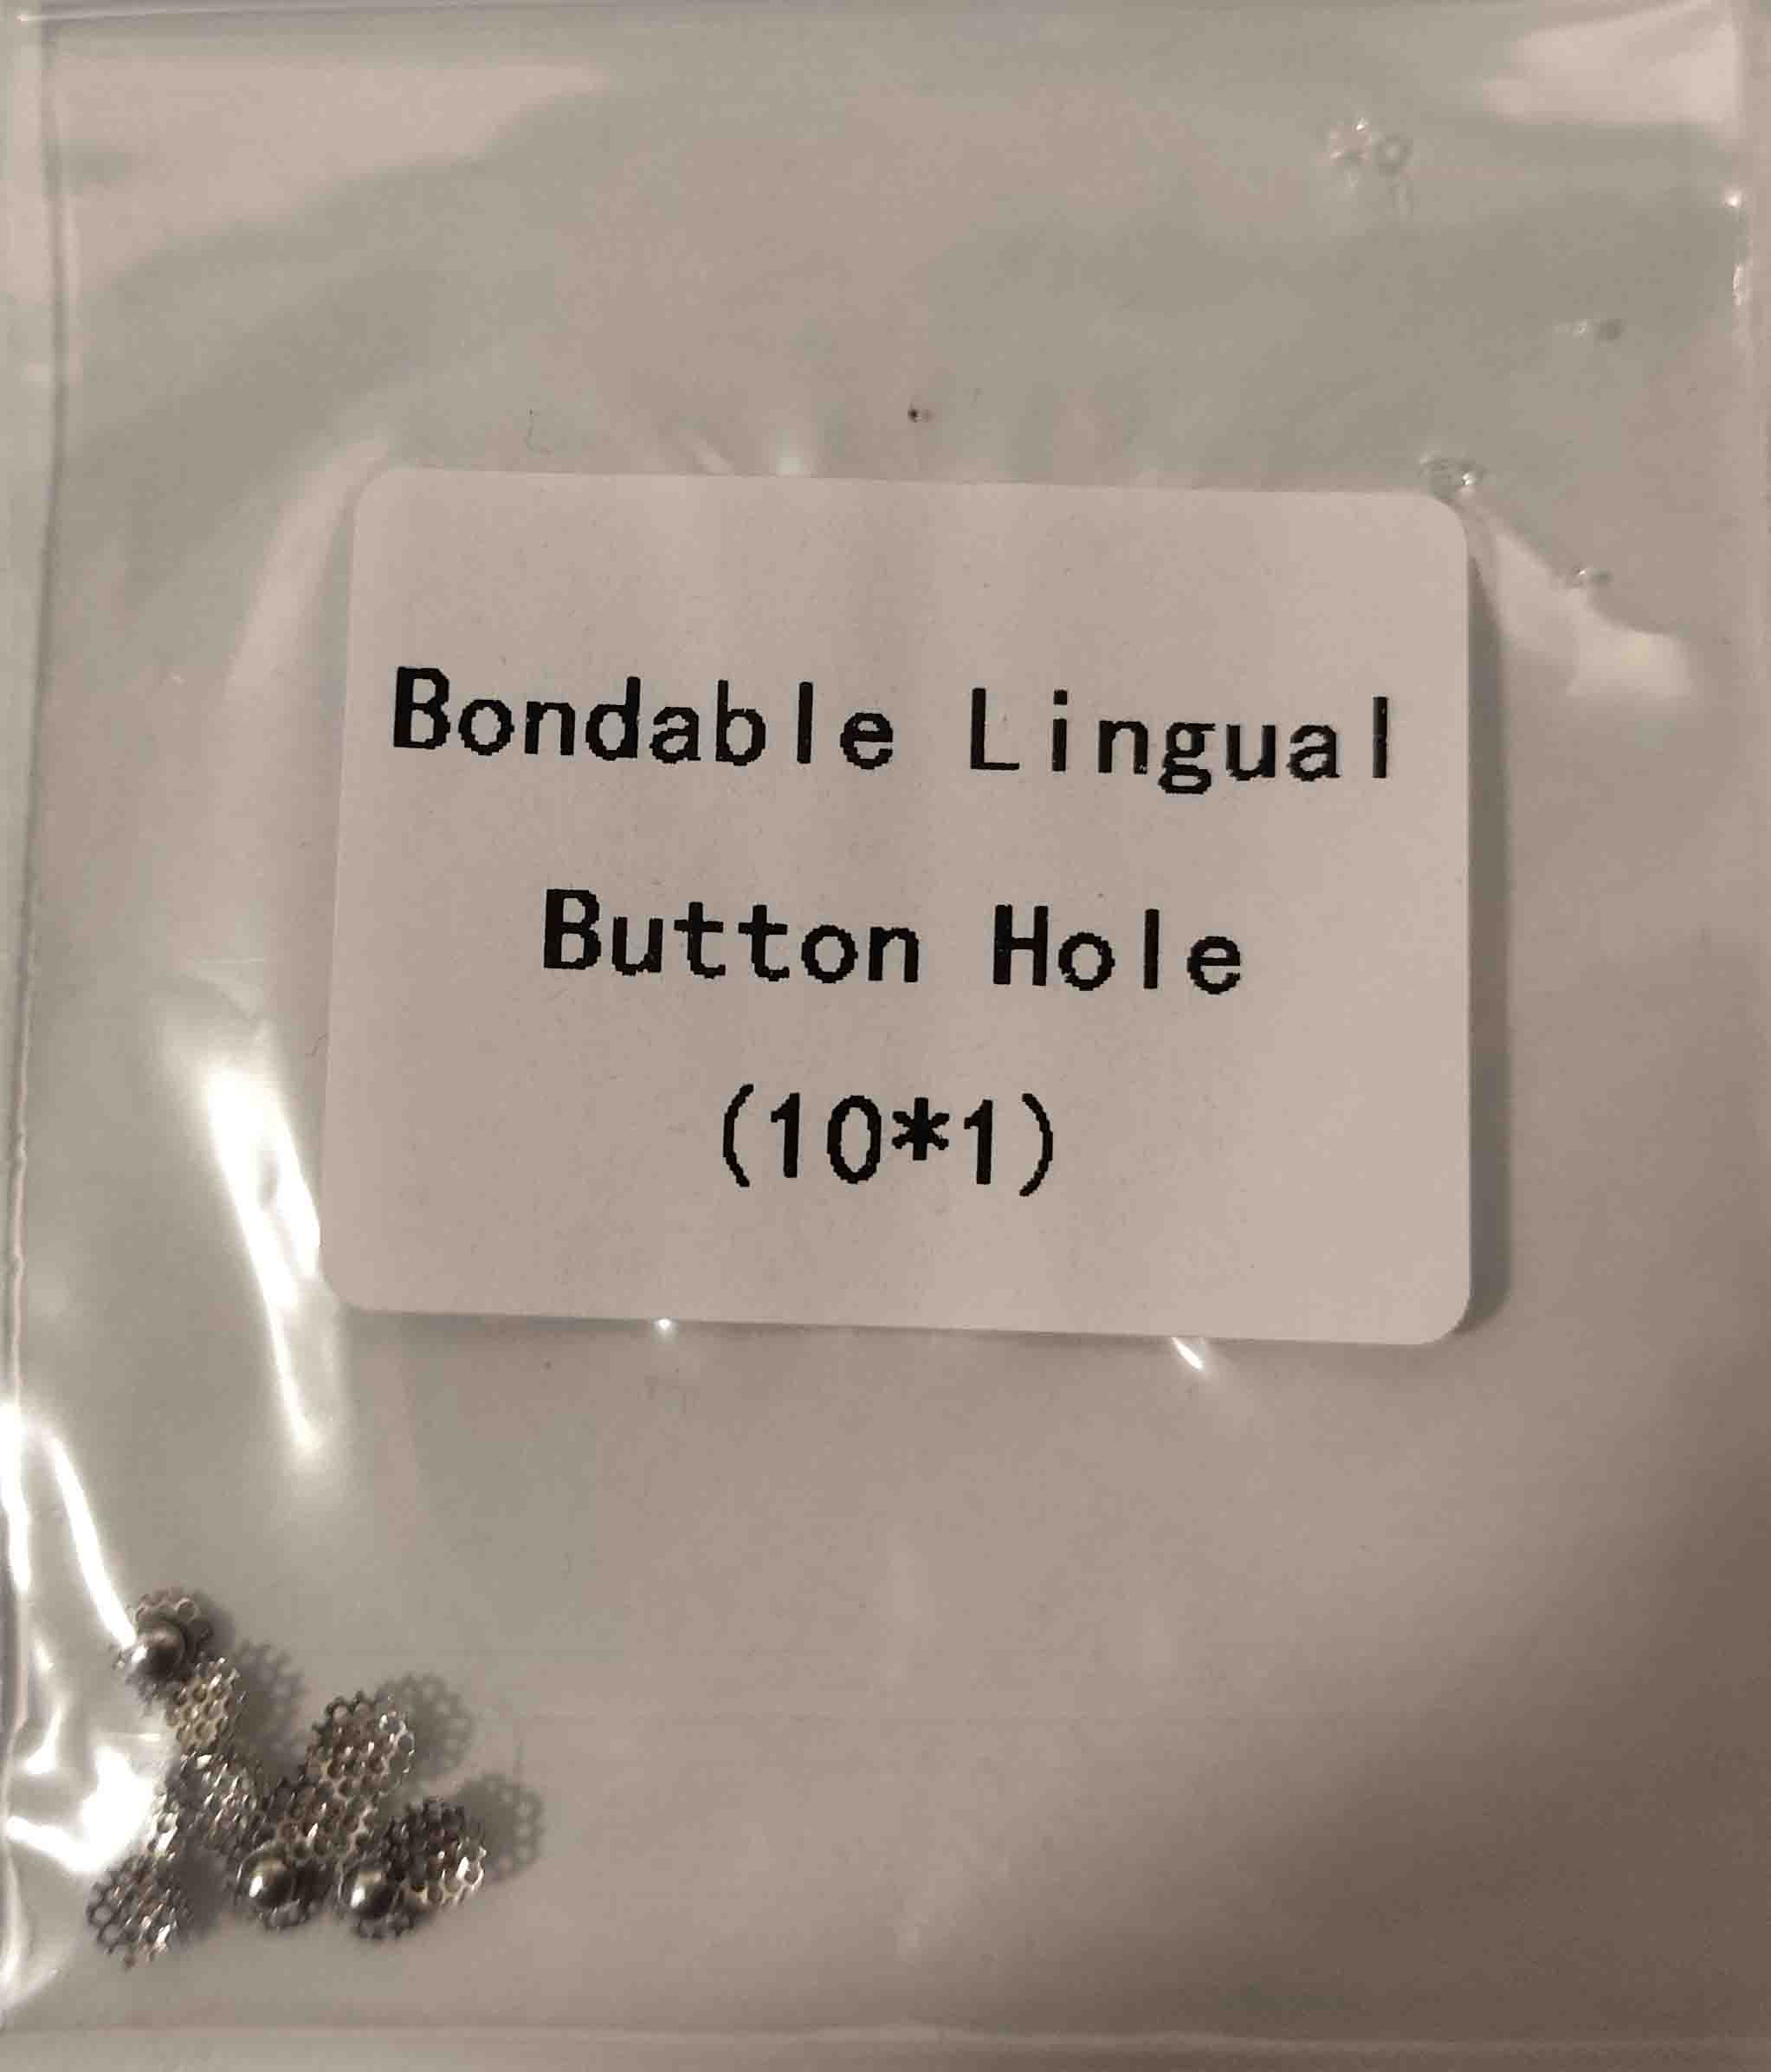 Bondable Lingual
Button Hole
(10*1)